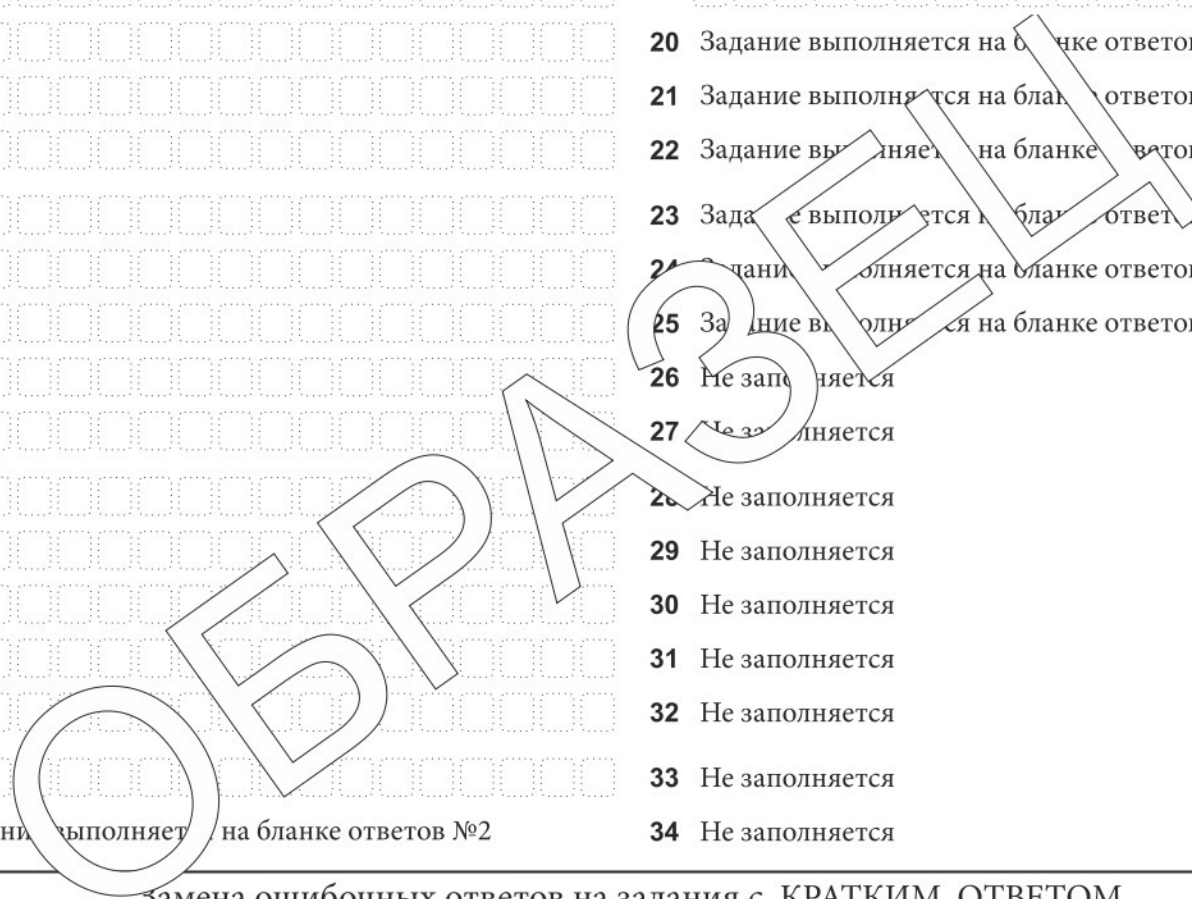 20 Задание выполняется на бланке ответов
21 Задание выполняется на бланке ответов
22 Задание выполняется на бланке ответов
23 Задание выполняется на бланке ответов
24 Задание выполняется на бланке ответов
25 Задание выполняется на бланке ответов
26 Не заполняется
27 Не заполняется
28 Не заполняется
29 Не заполняется
30 Не заполняется
31 Не заполняется
32 Не заполняется
33 Не заполняется
выполняется на бланке ответов №2
34 Не заполняется
Замена ошибочных ответов на задания с КРАТКИМ ОТВЕТОМ
ОБРАЗЕЦ